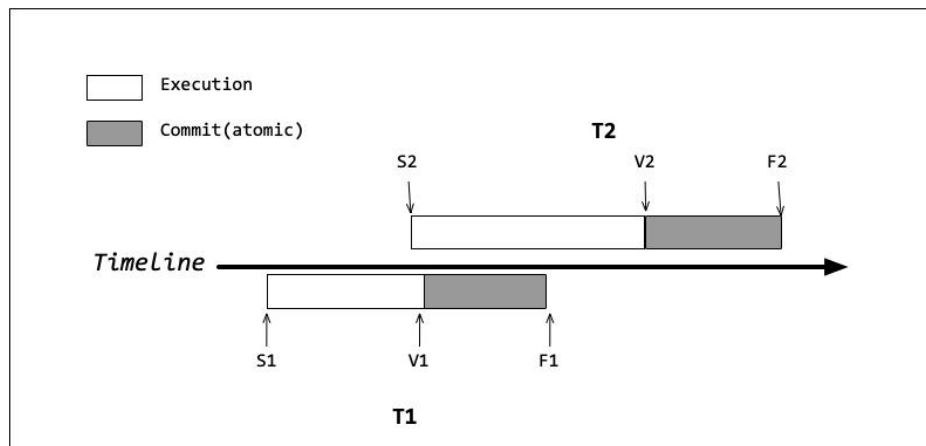 Execution
Commit(atomic)
T2
S2
V2
F2
Timeline
S1
V1
F1
T1